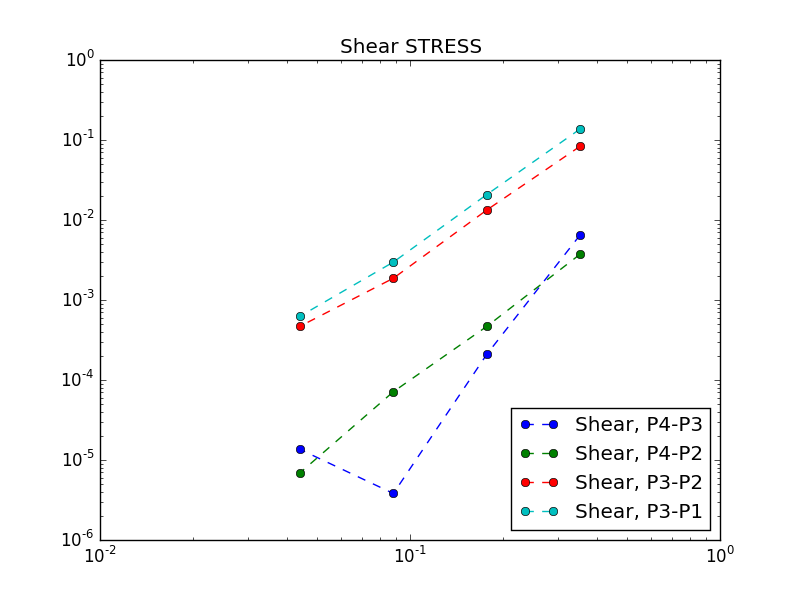 Shear STRESS
10^0
10^-1
10^-2
10^-3
10^-4
10^-5
10^-6
Shear, P4-P3
Shear, P4-P2
Shear, P3-P2
Shear, P3-P1
10^-2 10^-1 10^0